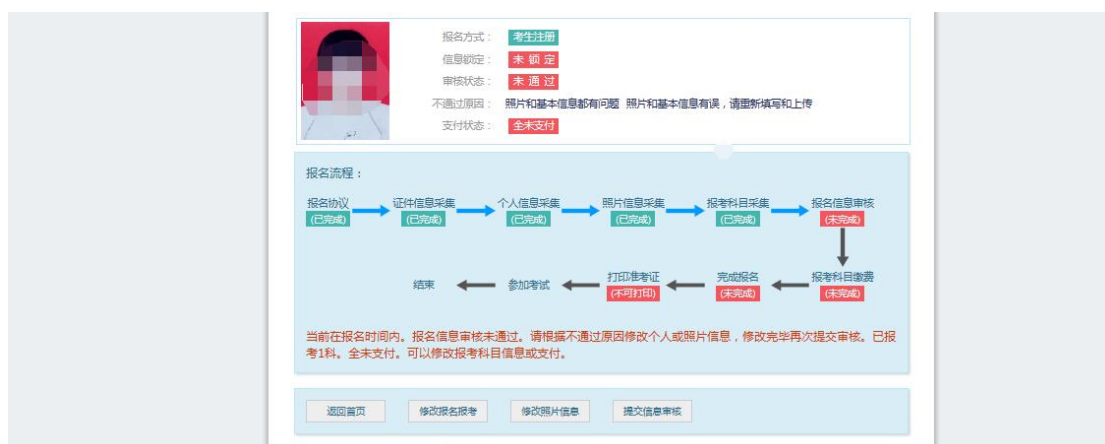 报名方式： 考生注册
信息锁定： 未 锁 定
审核状态： 未 通 过
不通过原因： 照片和基本信息都有问题 照片和基本信息有误，请重新填写和上传
支付状态： 全未支付
报名流程：
报名协议 证件信息采集 个人信息采集 照片信息采集 报考科目采集 报名信息审核
(已完成) (已完成) (已完成) (已完成) (已完成) (未完成)
结束 参加考试 打印准考证 完成报名 报考科目缴费
(不可打印) (未完成) (未完成)
当前在报名时间内。报名信息审核未通过。请根据不通过原因修改个人或照片信息，修改完毕再次提交审核。已报
考1科。全未支付。可以修改报考科目信息或支付。
返回首页 修改报名报考 修改照片信息 提交信息审核